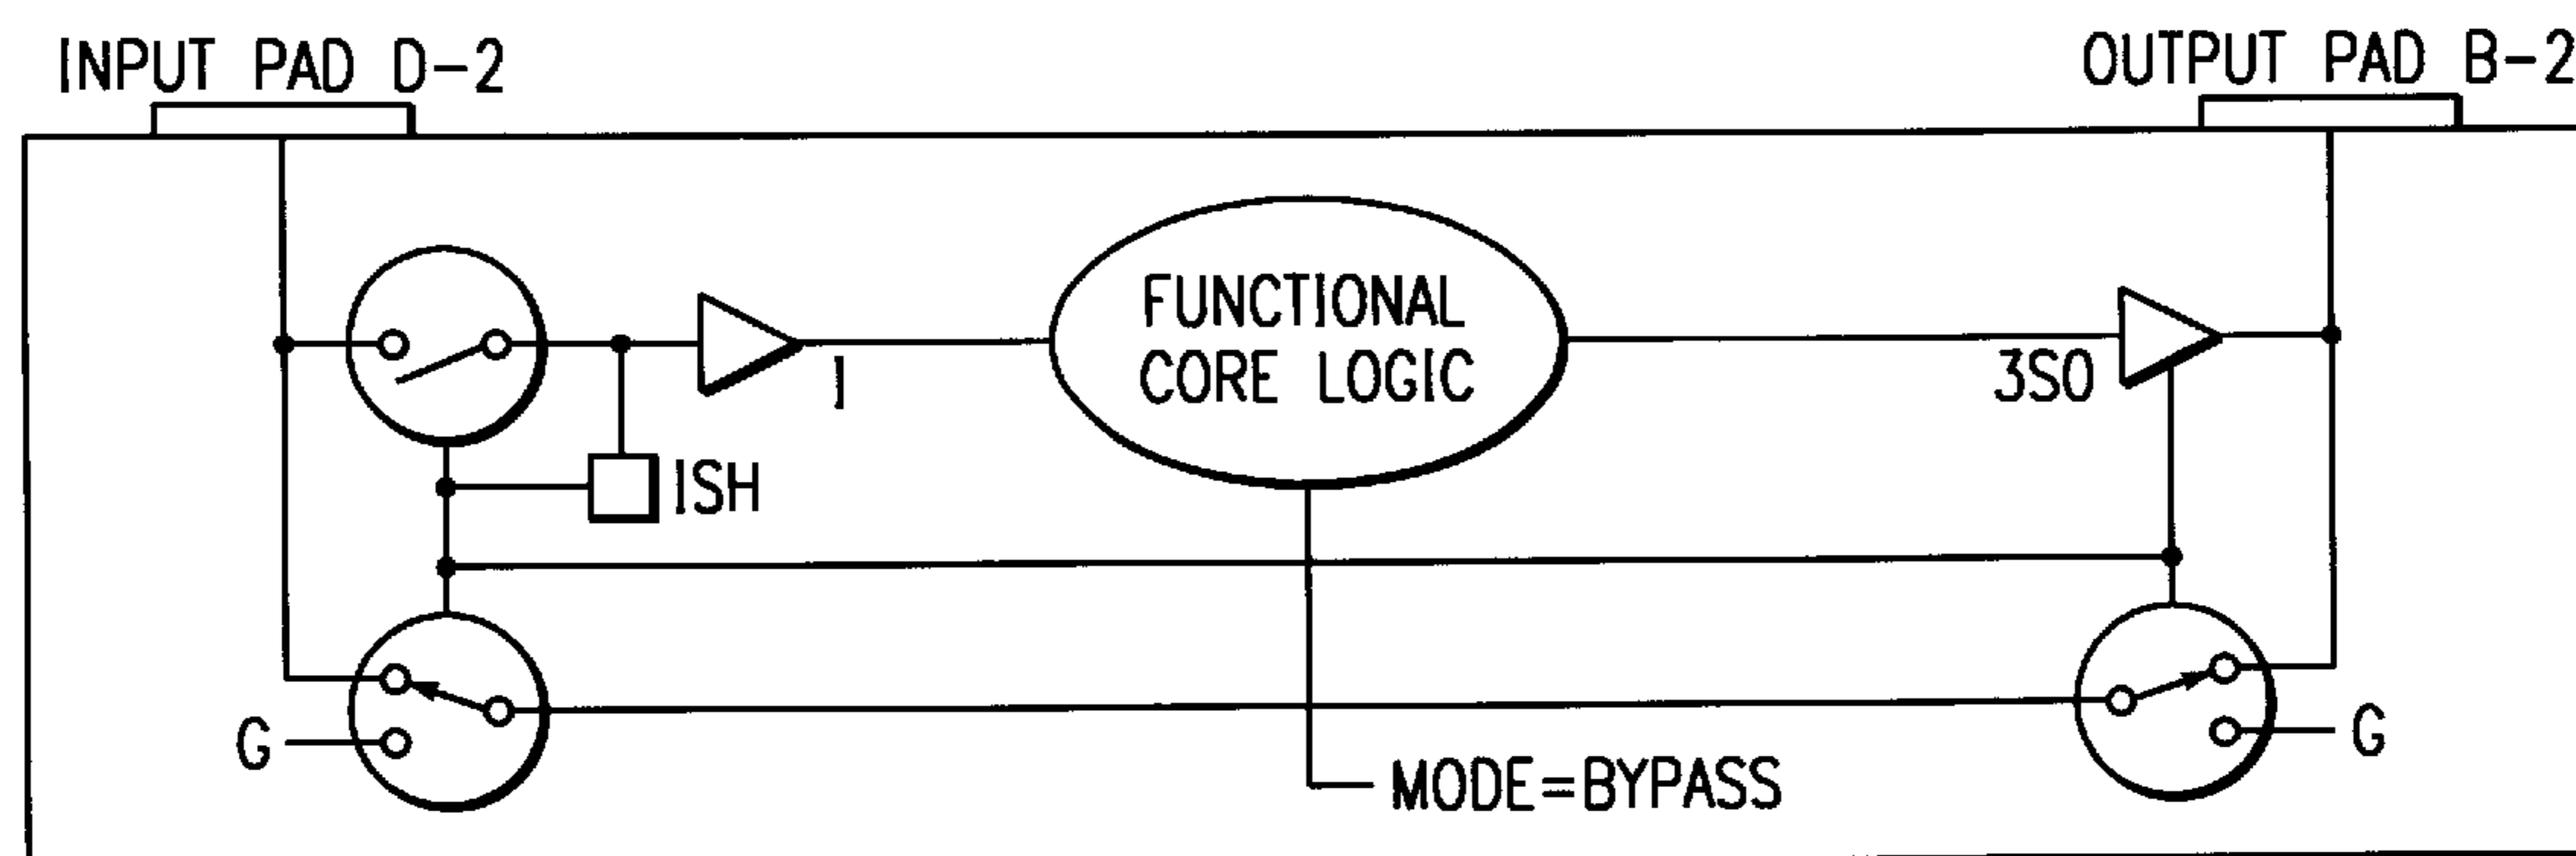 INPUT PAD D-2
OUTPUT PAD B-2
FUNCTIONAL
CORE LOGIC
I
3SO
ISH
G
G
MODE=BYPASS